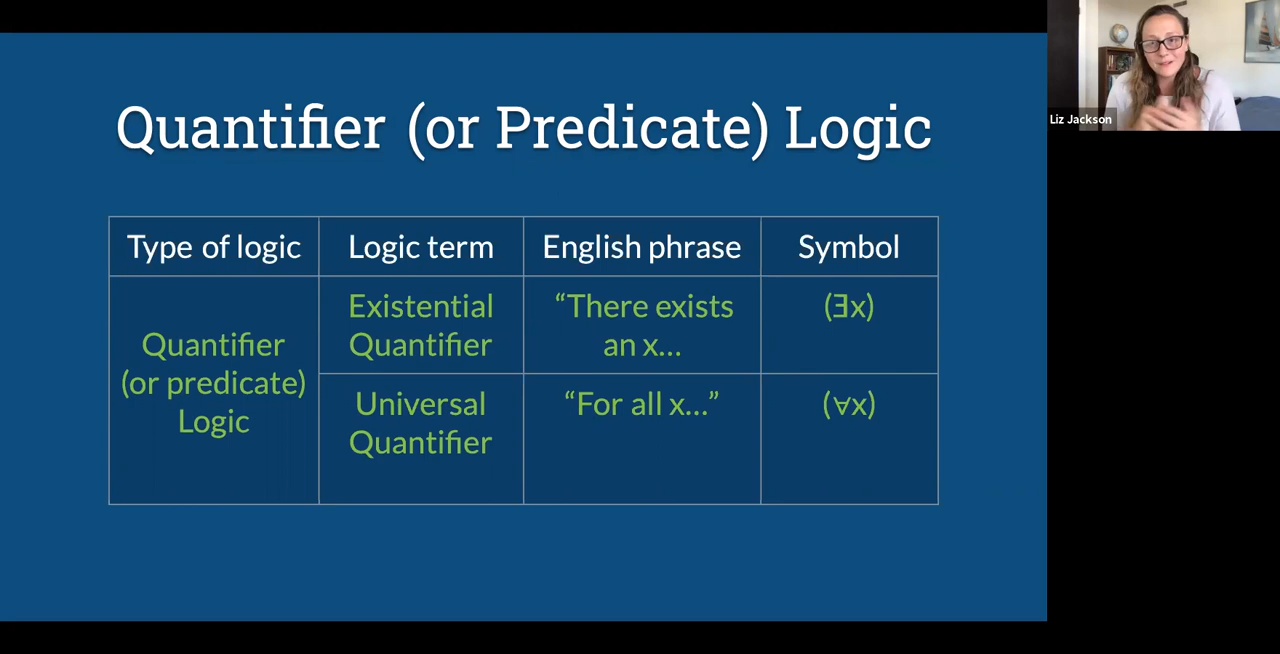 Quantifier (or Predicate) Logic
Liz Jackson
Type of logic
Logic term
English phrase
Symbol
Quantifier
(or predicate)
Logic
Existential
Quantifier
“There exists
an x...
(∃x)
Universal
Quantifier
“For all x...”
(∀x)